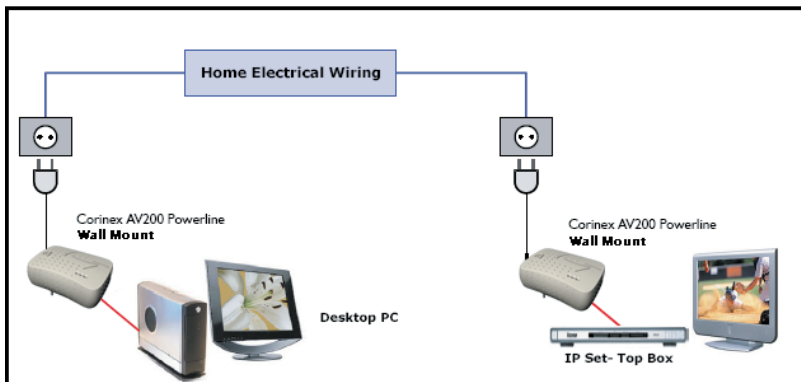 Home Electrical Wiring
Corinex AV200 Powerline
Wall Mount
Corinex AV200 Powerline
Wall Mount
Desktop PC
IP Set- Top Box